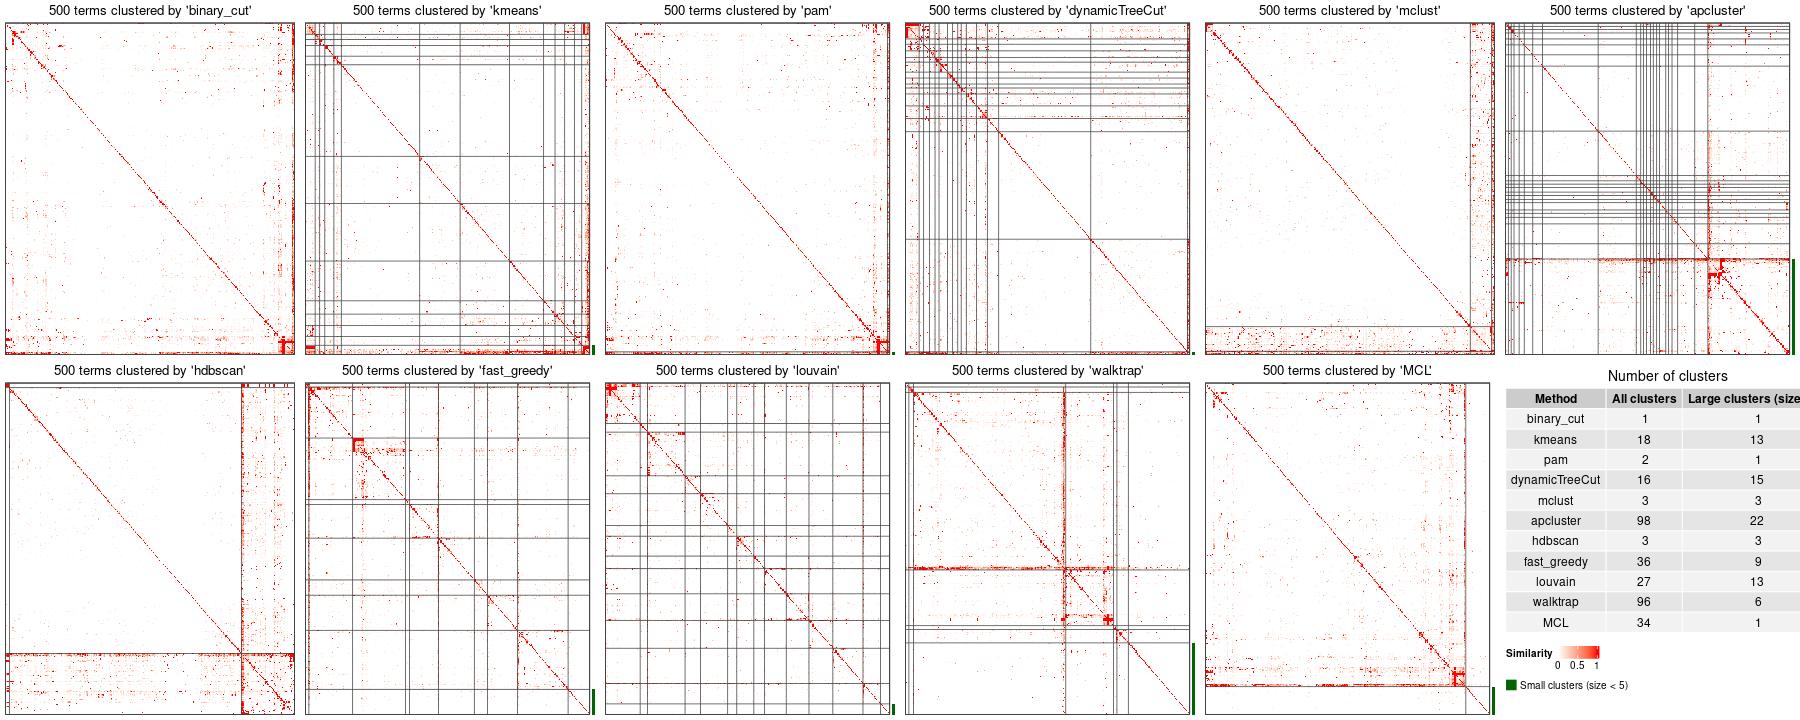 500 terms clustered by 'binary_cut'
500 terms clustered by 'kmeans'
500 terms clustered by 'pam'
500 terms clustered by 'dynamicTreeCut'
500 terms clustered by 'mclust'
500 terms clustered by 'apcluster'
500 terms clustered by 'hdbscan'
500 terms clustered by 'fast_greedy'
500 terms clustered by 'louvain'
500 terms clustered by 'walktrap'
500 terms clustered by 'MCL'
Number of clusters
Method All clusters Large clusters (size
binary_cut 1 1
kmeans 18 13
pam 2 1
dynamicTreeCut 16 15
mclust 3 3
apcluster 98 22
hdbscan 3 3
fast_greedy 36 9
louvain 27 13
walktrap 96 6
MCL 34 1
Similarity
0 0.5 1
Small clusters (size < 5)